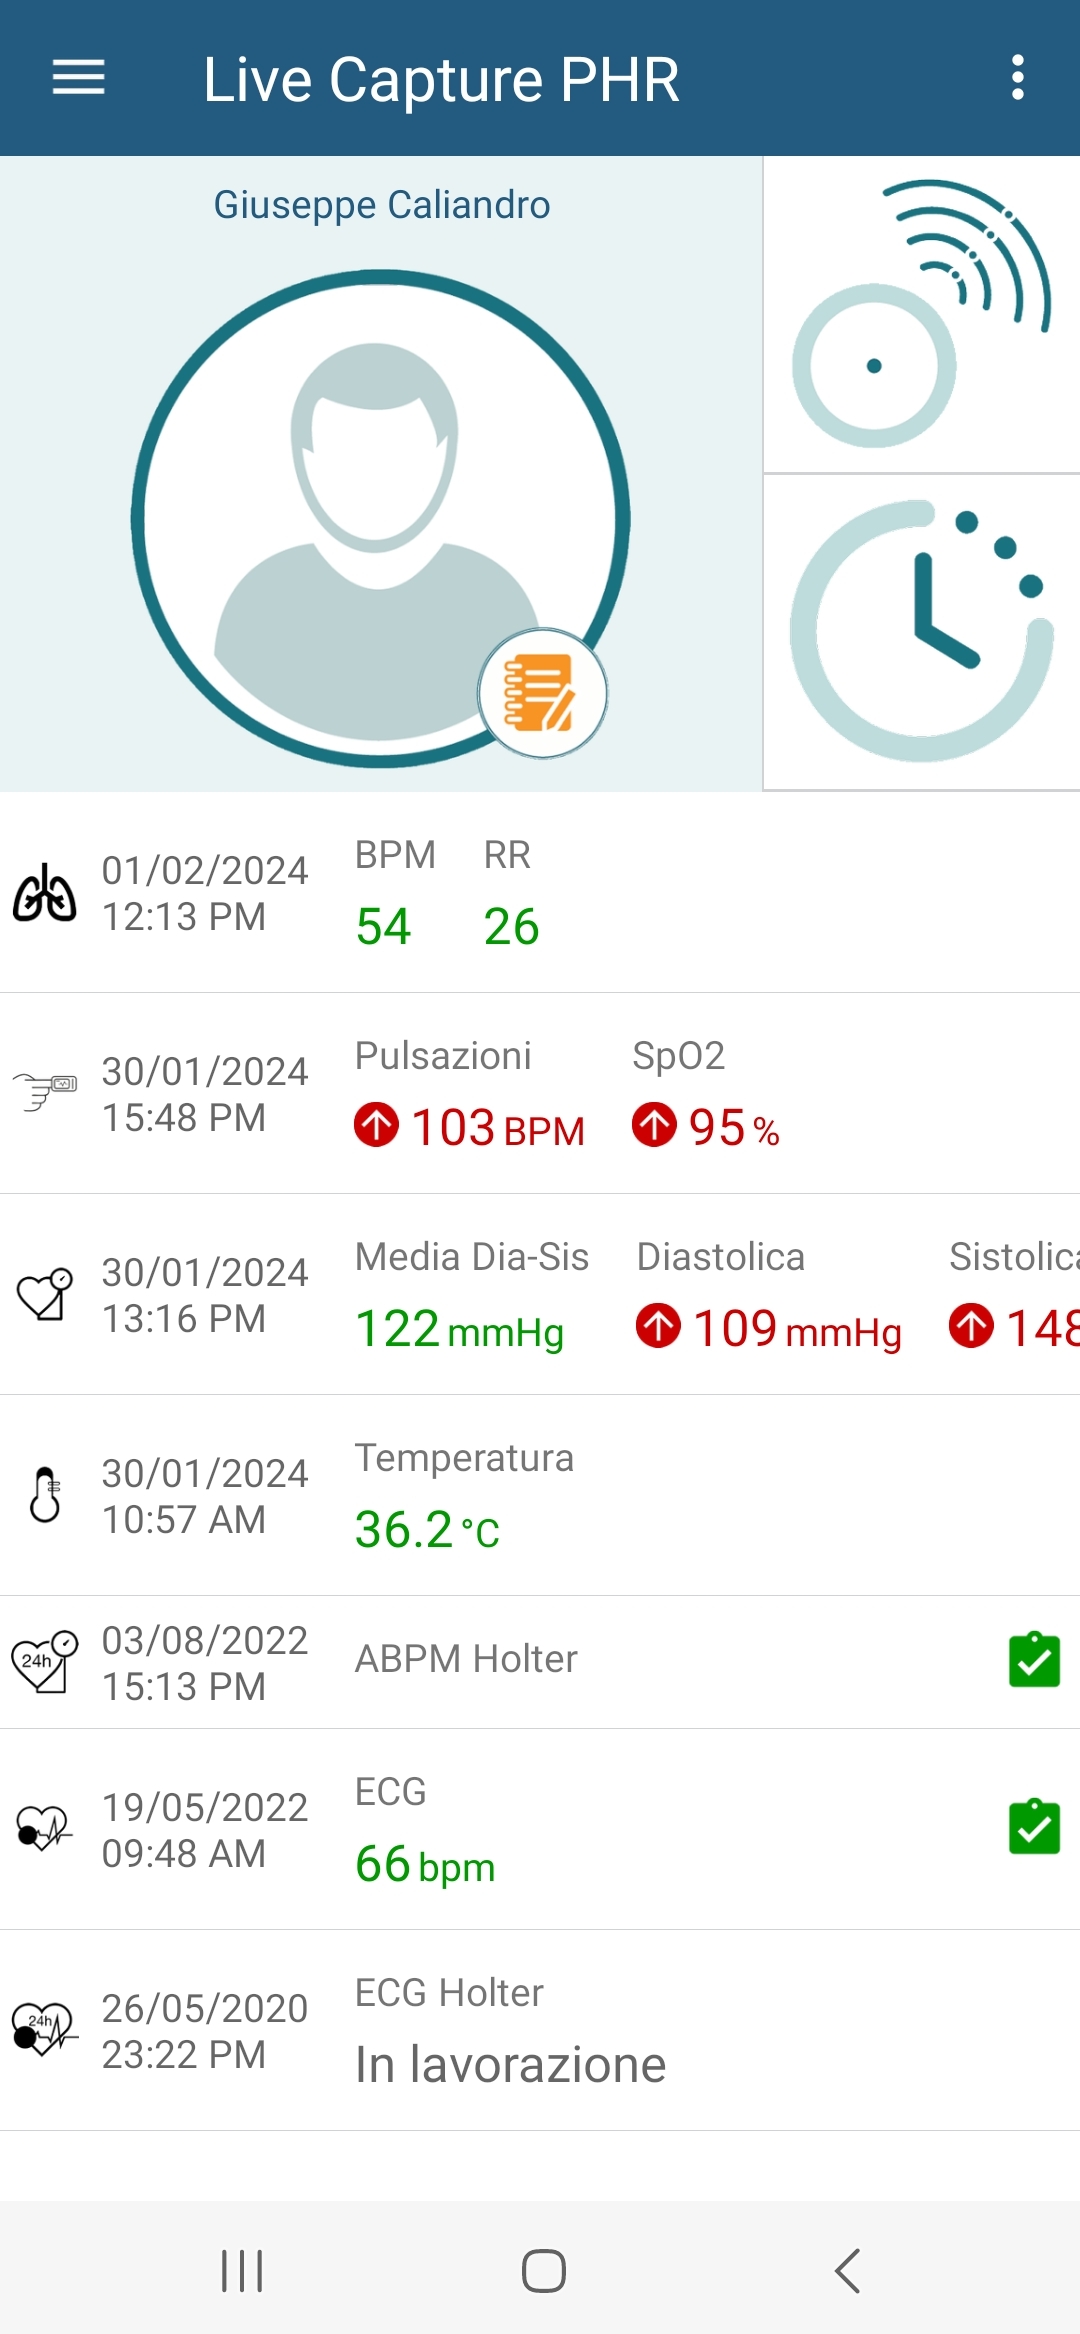 Live Capture PHR
Giuseppe Caliandro
01/02/2024
12:13 PM
BPM RR
54 26
30/01/2024
15:48 PM
Pulsazioni SpO2
103 BPM 95 %
30/01/2024
13:16 PM
Media Dia-Sis Diastolica Sistolica
122 mmHg 109 mmHg 148
30/01/2024
10:57 AM
Temperatura
36.2 °C
24h
03/08/2022
15:13 PM
ABPM Holter
19/05/2022
09:48 AM
ECG
66 bpm
24h
26/05/2020
23:22 PM
ECG Holter
In lavorazione